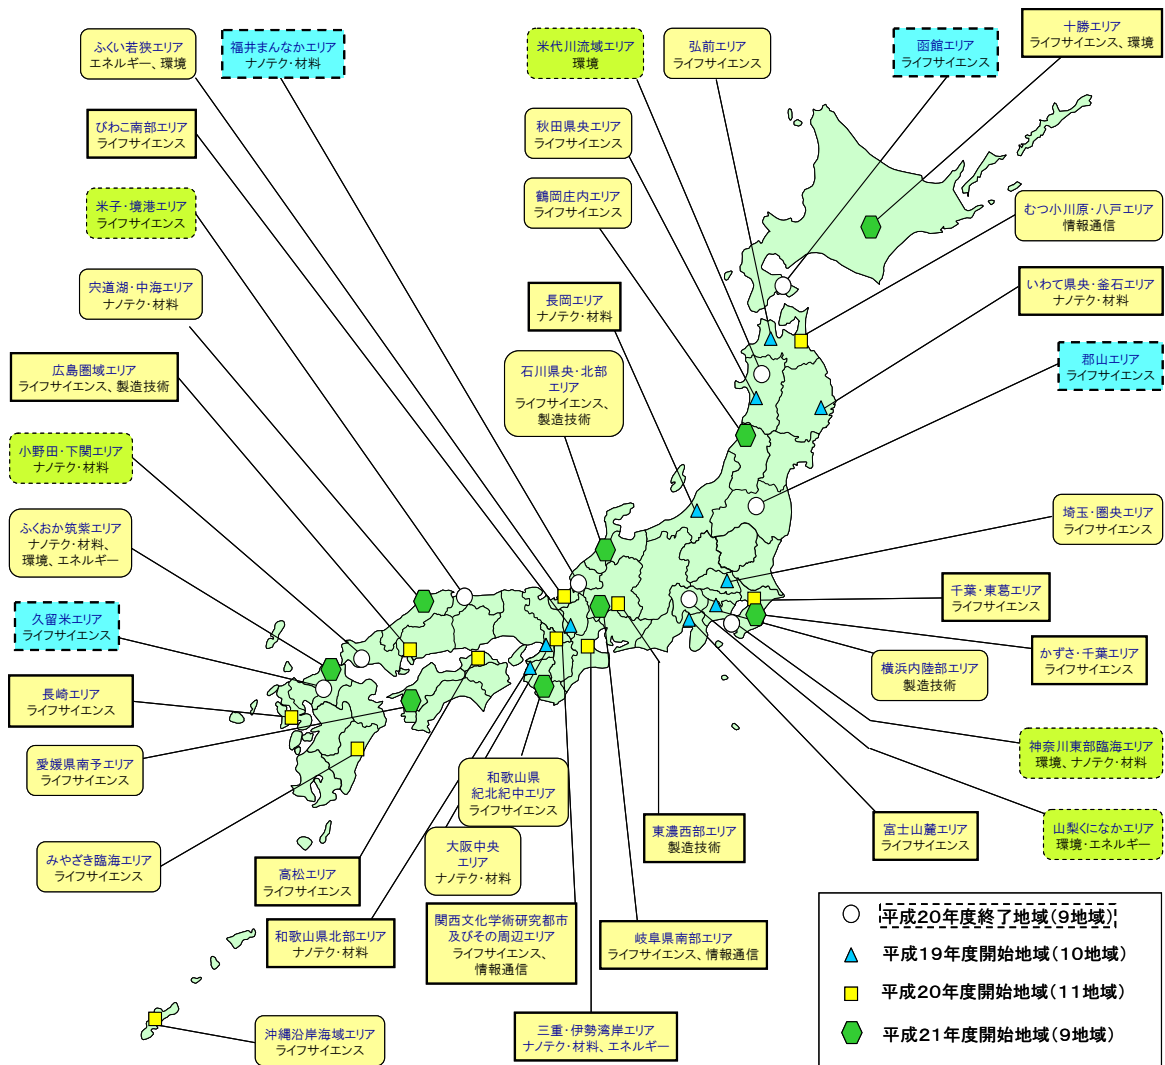 ふくい若狭エリア
エネルギー、環境
福井まんなかエリア
ナノテク・材料
米代川流域エリア
環境
弘前エリア
ライフサイエンス
函館エリア
ライフサイエンス
十勝エリア
ライフサイエンス、環境
びわこ南部エリア
ライフサイエンス
秋田県央エリア
ライフサイエンス
米子・境港エリア
ライフサイエンス
鶴岡庄内エリア
ライフサイエンス
むつ小川原・八戸エリア
情報通信
宍道湖・中海エリア
ナノテク・材料
長岡エリア
ナノテク・材料
いわて県央・釜石エリア
ナノテク・材料
広島圏域エリア
ライフサイエンス、製造技術
石川県央・北部
エリア
ライフサイエンス、
製造技術
郡山エリア
ライフサイエンス
小野田・下関エリア
ナノテク・材料
ふくおか筑紫エリア
ナノテク・材料、
環境、エネルギー
埼玉・圏央エリア
ライフサイエンス
久留米エリア
ライフサイエンス
千葉・東葛エリア
ライフサイエンス
かずさ・千葉エリア
ライフサイエンス
横浜内陸部エリア
製造技術
長崎エリア
ライフサイエンス
愛媛県南予エリア
ライフサイエンス
神奈川東部臨海エリア
環境、ナノテク・材料
和歌山県
紀北紀中エリア
ライフサイエンス
みやざき臨海エリア
ライフサイエンス
大阪中央
エリア
ナノテク・材料
東濃西部エリア
製造技術
富士山麓エリア
ライフサイエンス
山梨くになかエリア
環境・エネルギー
高松エリア
ライフサイエンス
和歌山県北部エリア
ナノテク・材料
関西文化学術研究都市
及びその周辺エリア
ライフサイエンス、
情報通信
岐阜県南部エリア
ライフサイエンス、情報通信
沖縄沿岸海域エリア
ライフサイエンス
三重・伊勢湾岸エリア
ナノテク・材料、エネルギー
平成20年度終了地域(9地域)
平成19年度開始地域(10地域)
平成20年度開始地域(11地域)
平成21年度開始地域(9地域)